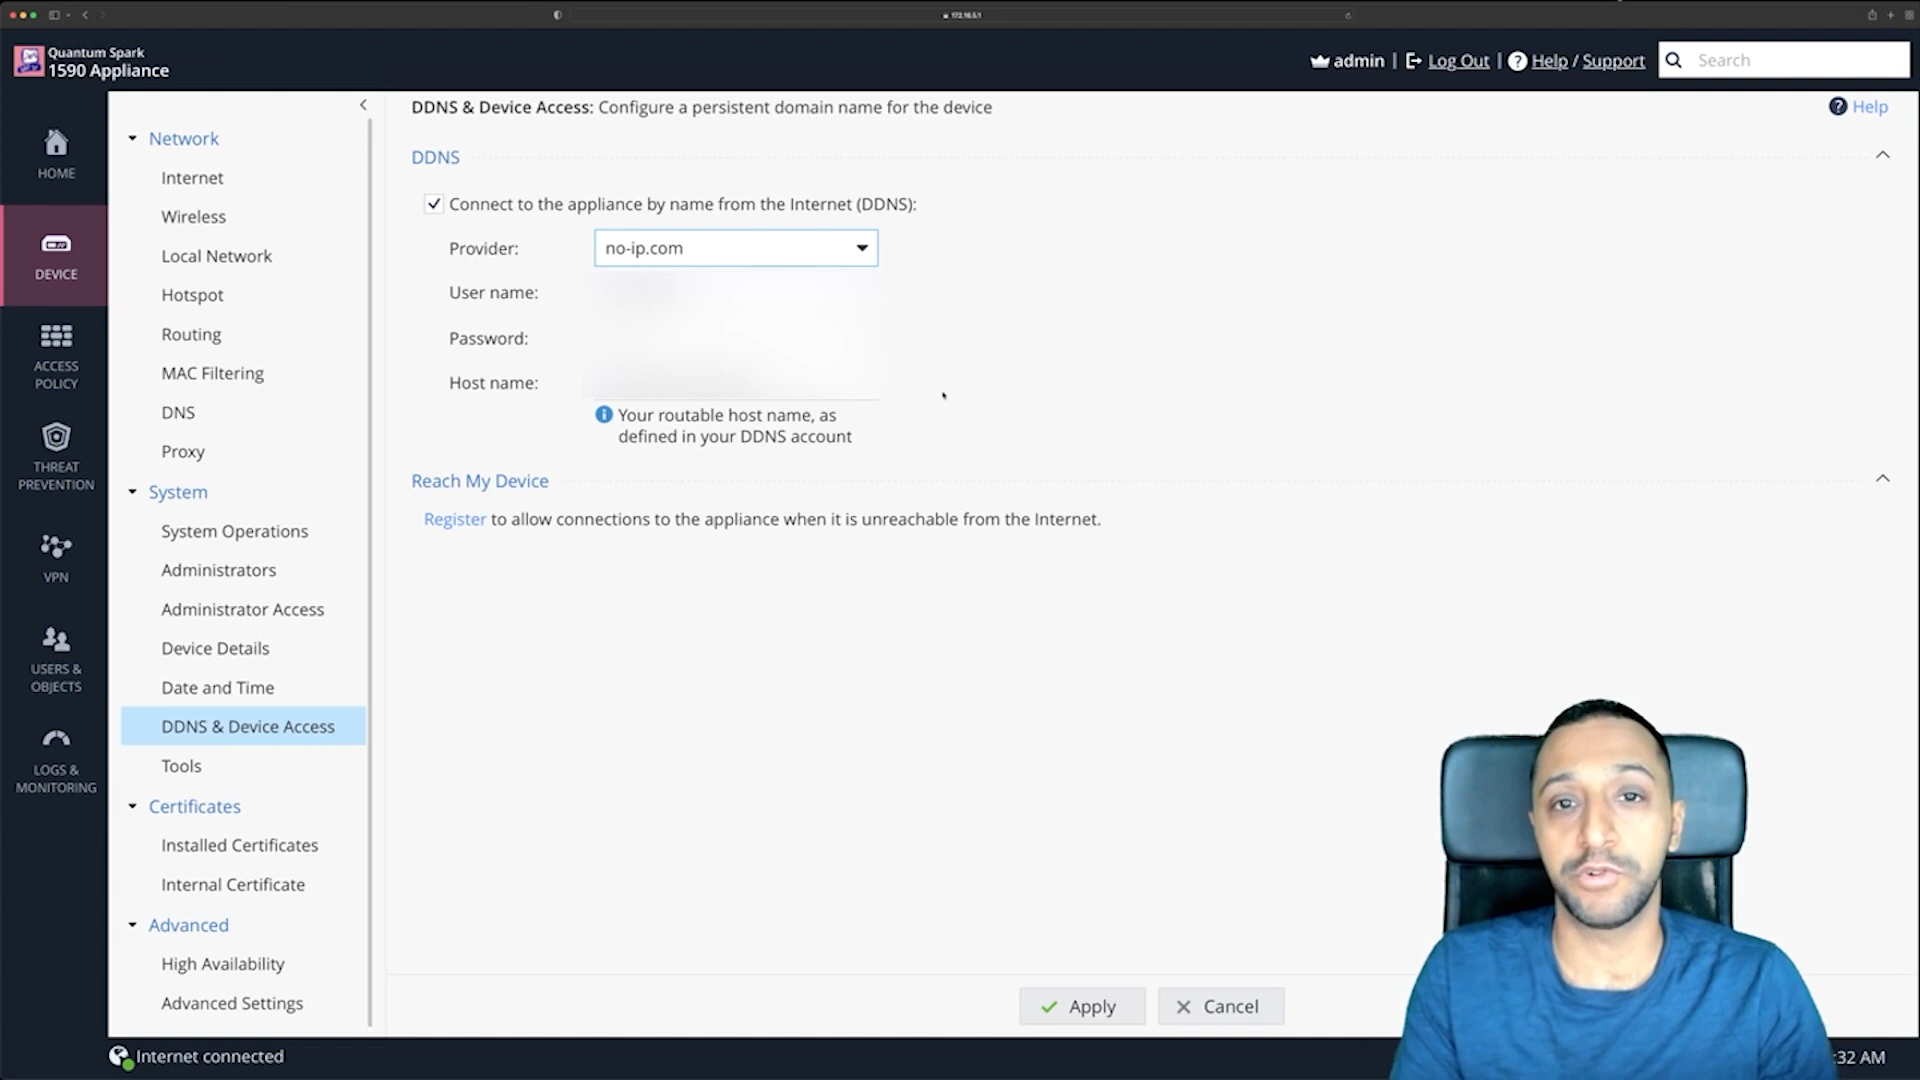 172.16.5.1
Quantum Spark
1590 Appliance
admin | Log Out | Help / Support
Search
HOME
DEVICE
ACCESS
POLICY
THREAT
PREVENTION
VPN
USERS &
OBJECTS
LOGS &
MONITORING
Network
Internet
Wireless
Local Network
Hotspot
Routing
MAC Filtering
DNS
Proxy
System
System Operations
Administrators
Administrator Access
Device Details
Date and Time
DDNS & Device Access
Tools
Certificates
Installed Certificates
Internal Certificate
Advanced
High Availability
Advanced Settings
DDNS & Device Access: Configure a persistent domain name for the device
Help
DDNS
Connect to the appliance by name from the Internet (DDNS):
Provider: no-ip.com
User name:
Password:
Host name:
Your routable host name, as
defined in your DDNS account
Reach My Device
Register to allow connections to the appliance when it is unreachable from the Internet.
Apply
Cancel
Internet connected
:32 AM